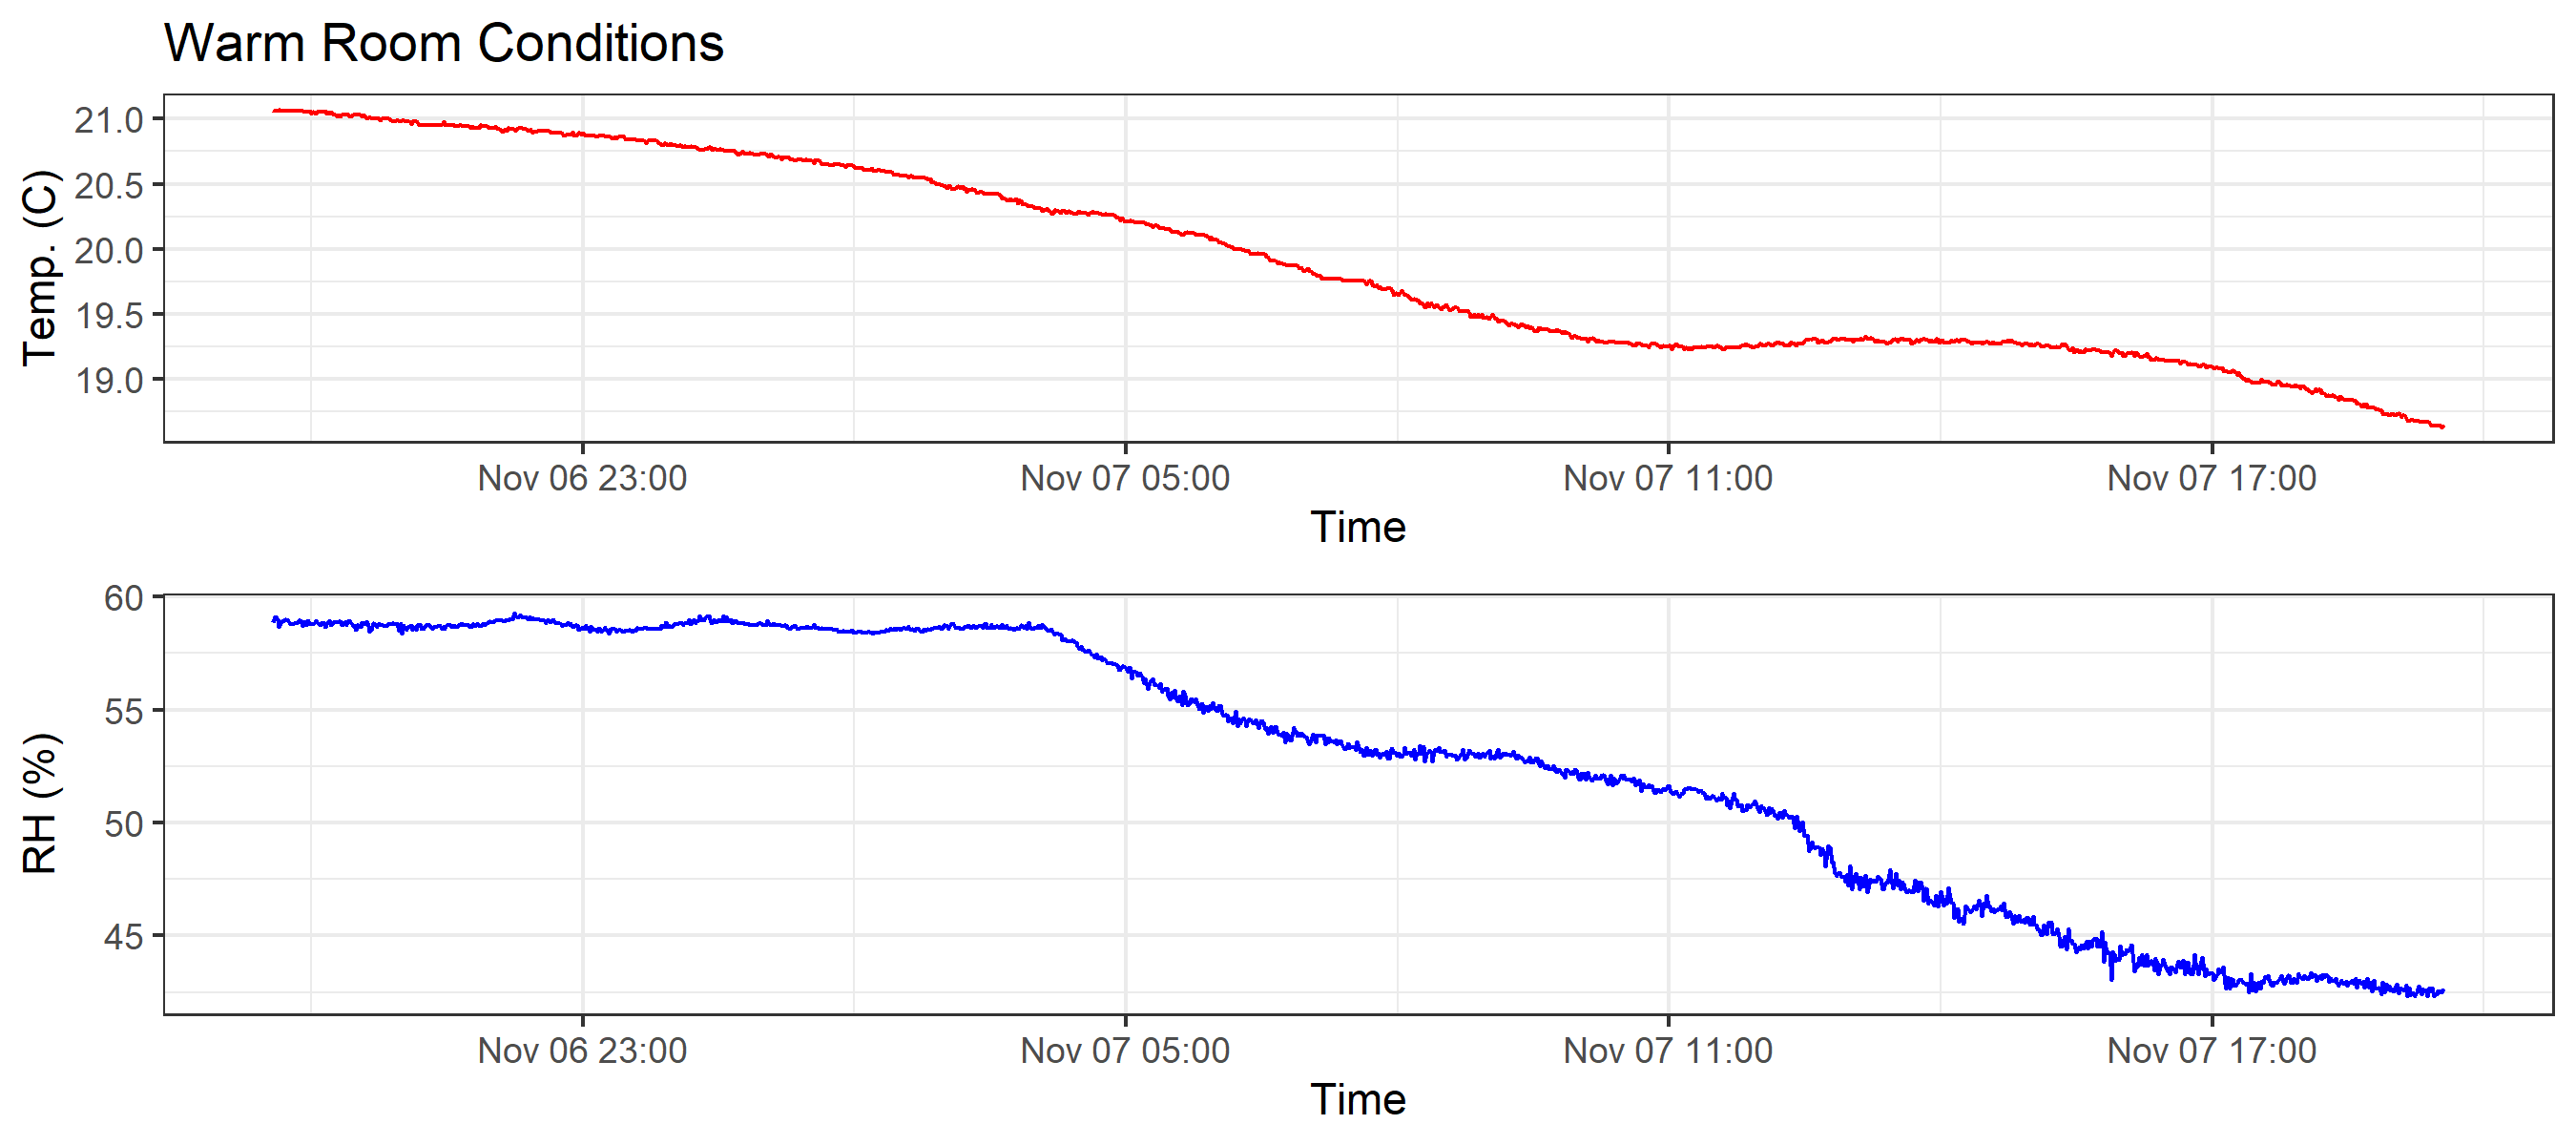 Warm Room Conditions
Temp. (C)
21.0
20.5
20.0
19.5
19.0
Nov 06 23:00 Nov 07 05:00 Nov 07 11:00 Nov 07 17:00
Time
RH (%)
60
55
50
45
Nov 06 23:00 Nov 07 05:00 Nov 07 11:00 Nov 07 17:00
Time